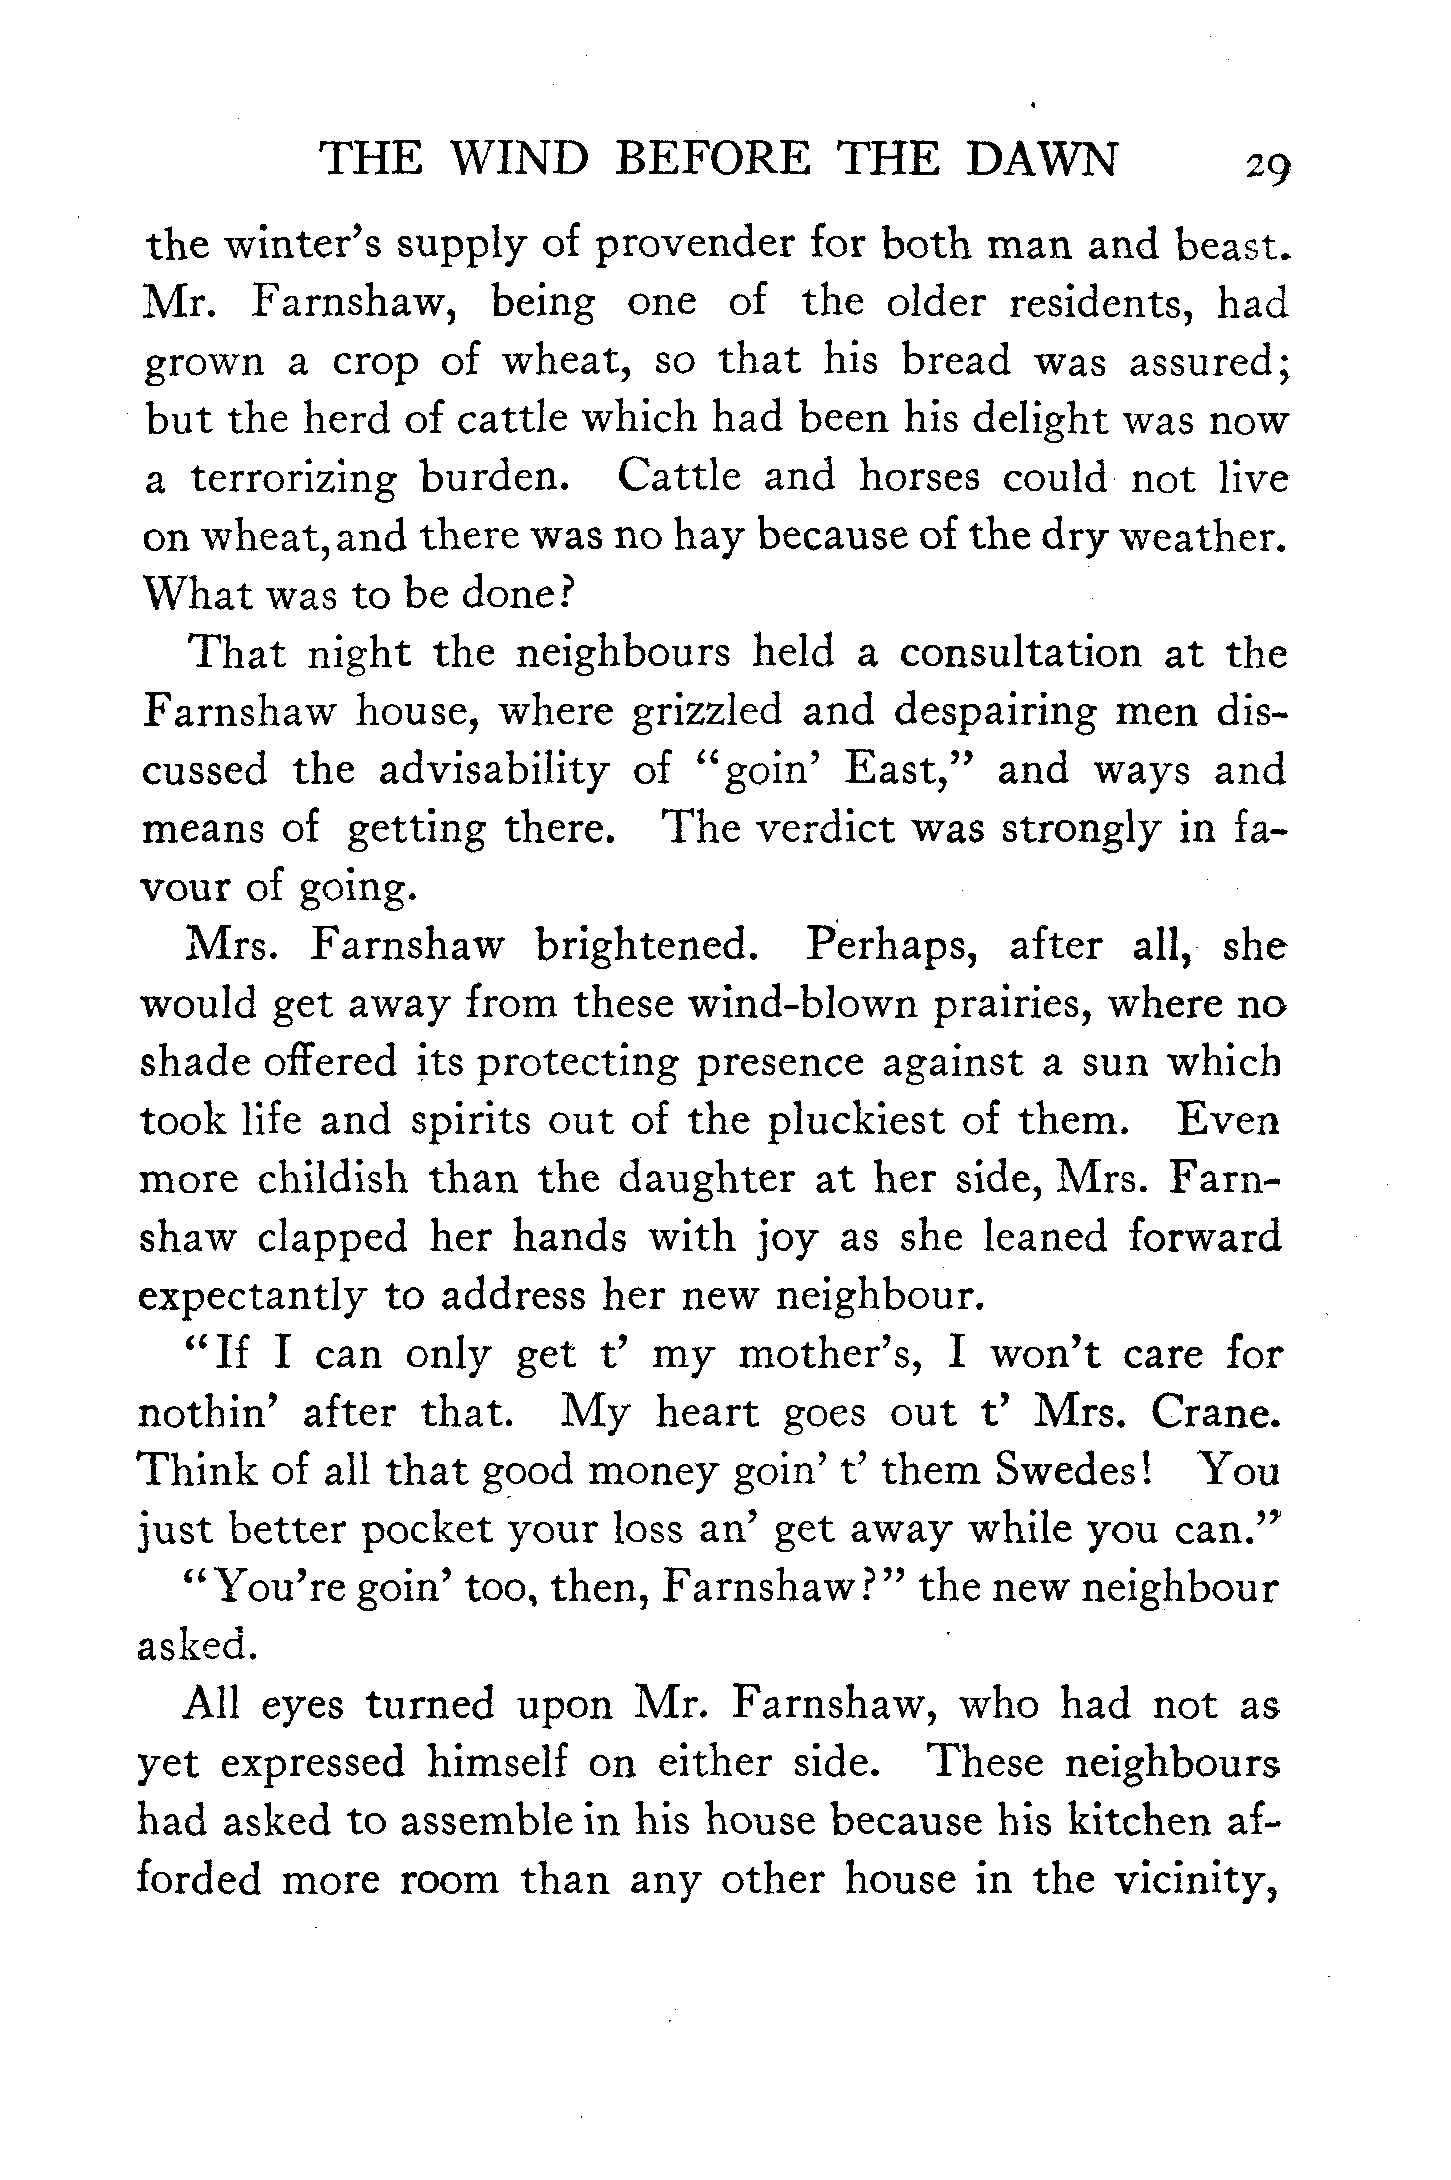 THE WIND BEFORE THE DAWN 29
the winter's supply of provender for both man and beast.
Mr. Farnshaw, being one of the older residents, had
grown a crop of wheat, so that his bread was assured;
but the herd of cattle which had been his delight was now
a terrorizing burden. Cattle and horses could not live
on wheat, and there was no hay because of the dry weather.
What was to be done?
That night the neighbours held a consultation at the
Farnshaw house, where grizzled and despairing men dis-
cussed the advisability of "goin' East," and ways and
means of getting there. The verdict was strongly in fa-
vour of going.
Mrs. Farnshaw brightened. Perhaps, after all, she
would get away from these wind-blown prairies, where no
shade offered its protecting presence against a sun which
took life and spirits out of the pluckiest of them. Even
more childish than the daughter at her side, Mrs. Farn-
shaw clapped her hands with joy as she leaned forward
expectantly to address her new neighbour.
"If I can only get t' my mother's, I won't care for
nothin' after that. My heart goes out t' Mrs. Crane.
Think of all that good money goin' t' them Swedes! You
just better pocket your loss an' get away while you can."
"You're goin' too, then, Farnshaw?" the new neighbour
asked.
All eyes turned upon Mr. Farnshaw, who had not as
yet expressed himself on either side. These neighbours
had asked to assemble in his house because his kitchen af-
forded more room than any other house in the vicinity,